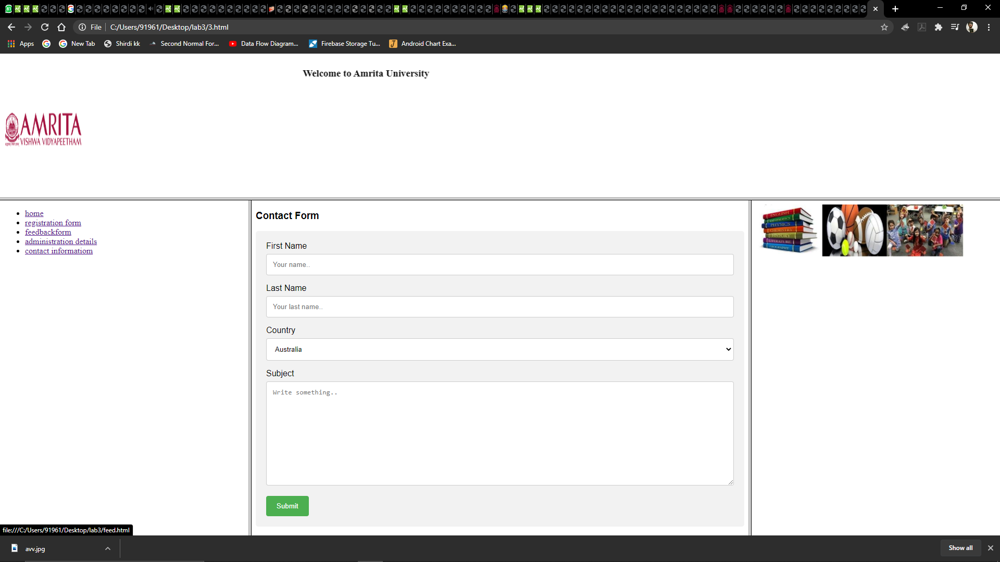 File
C:/Users/91961/Desktop/lab3/3.html
Apps
New Tab
Shirdi kk
Second Normal For...
Data Flow Diagram...
Firebase Storage Tu...
Android Chart Exa...
Welcome to Amrita University
AMRITA
VISHWA VIDYAPEETHAM
home
registration form
feedbackform
administration details
contact informatiom
Contact Form
First Name
Your name..
Last Name
Your last name..
Country
Australia
Subject
Write something..
Submit
ENGLISH
MATHEMATICS
PHYSICS
CHEMISTRY
HISTORY
LITERATURE
GEOGRAPHY
file:///C:/Users/91961/Desktop/lab3/feed.html
avv.jpg
Show all